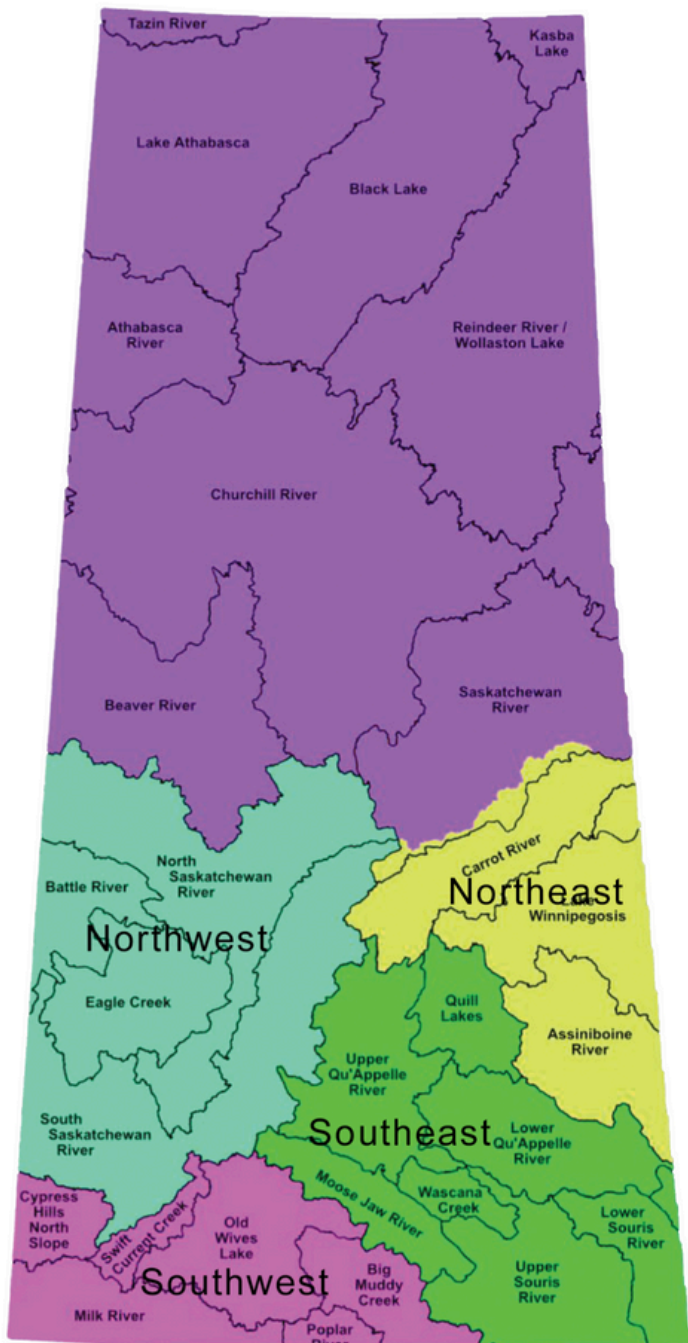 Tazin River
Kasba
Lake
Lake Athabasca
Black Lake
Athabasca
River
Reindeer River /
Wollaston Lake
Churchill River
Beaver River
Saskatchewan
River
North
Saskatchewan
River
Battle River
Northwest
Eagle Creek
South
Saskatchewan
River
Carrot River
Northeast
Lake
Winnipegosis
Assiniboine
River
Quill
Lakes
Upper
Qu'Appelle
River
Southeast
Lower
Qu'Appelle
River
Moose Jaw River
Wascana
Creek
Lower
Souris
River
Upper
Souris
River
Cypress
Hills
North
Slope
Swift
Current Creek
Old
Wives
Lake
Southwest
Big
Muddy
Creek
Milk River
Poplar